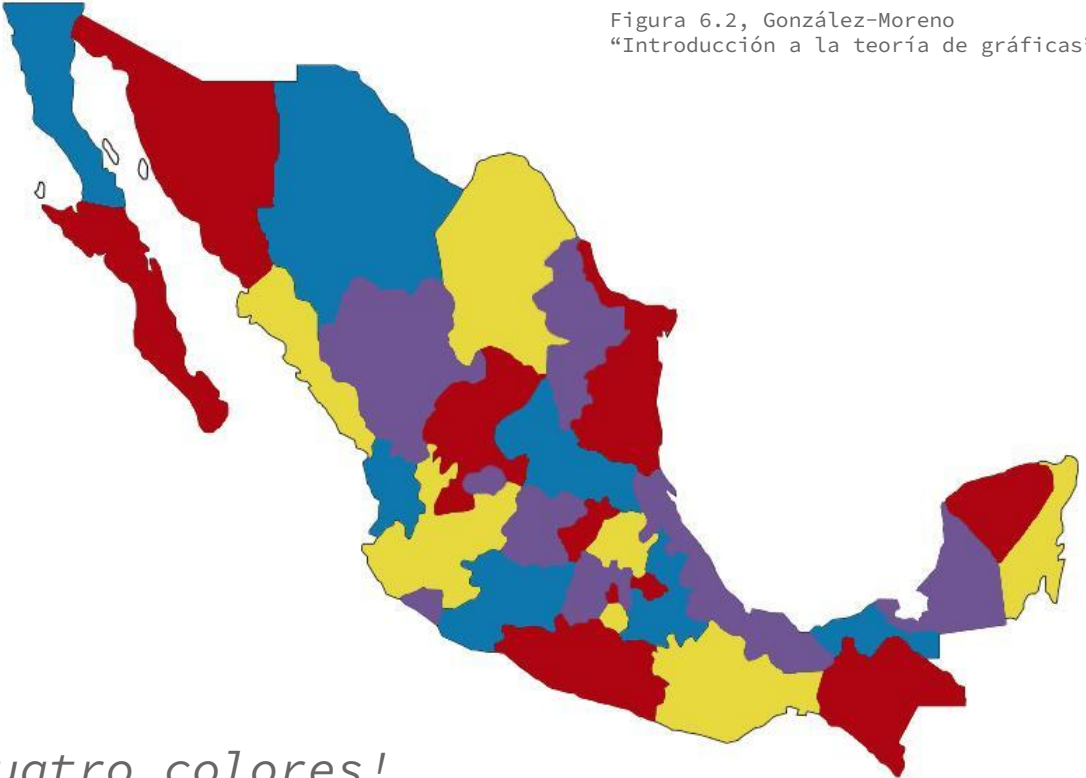 Figura 6.2, González-Moreno
“Introducción a la teoría de gráficas”
uatro colores!